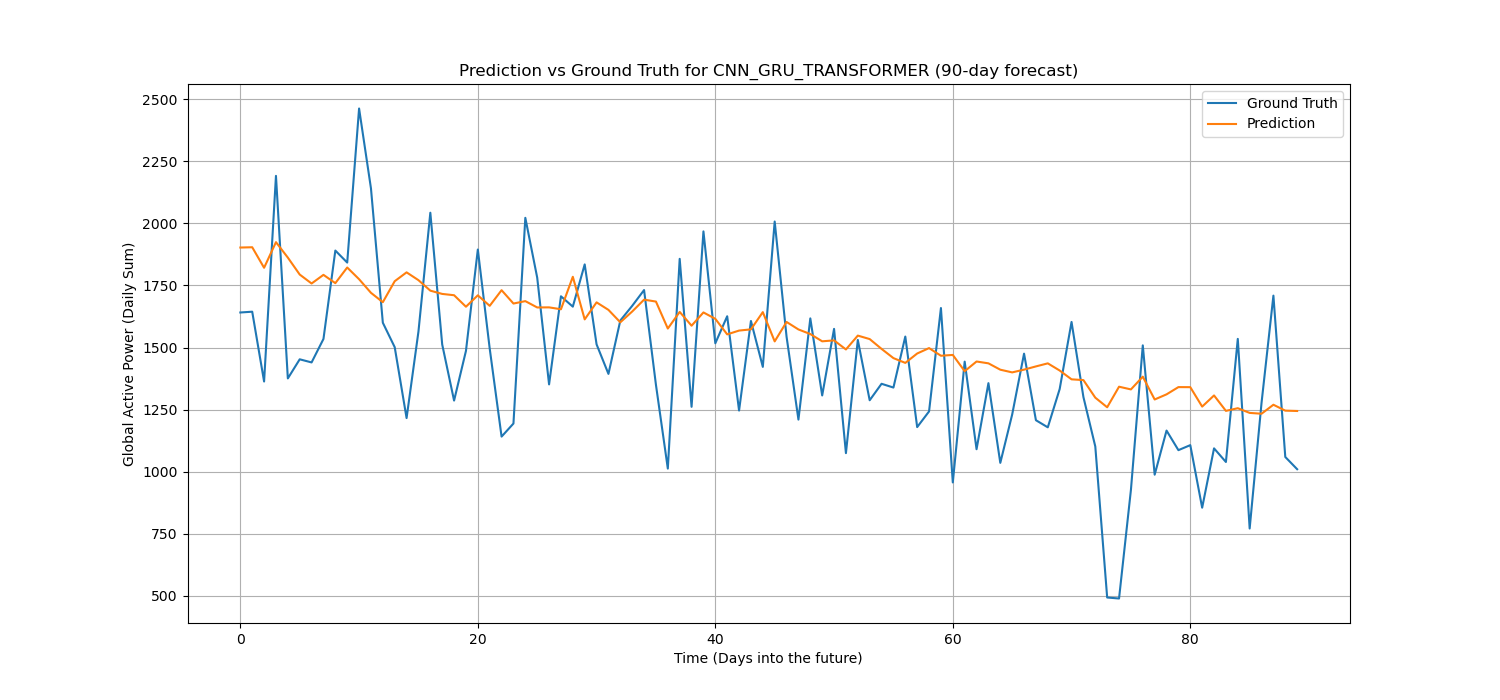 Prediction vs Ground Truth for CNN_GRU_TRANSFORMER (90-day forecast)
Ground Truth
Prediction
Global Active Power (Daily Sum)
2500
2250
2000
1750
1500
1250
1000
750
500
0 20 40 60 80
Time (Days into the future)